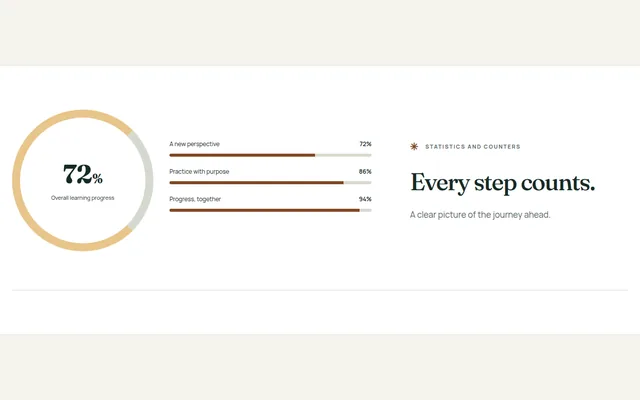 72%
Overall learning progress
A new perspective 72%
Practice with purpose 86%
Progress, together 94%
STATISTICS AND COUNTERS
Every step counts.
A clear picture of the journey ahead.